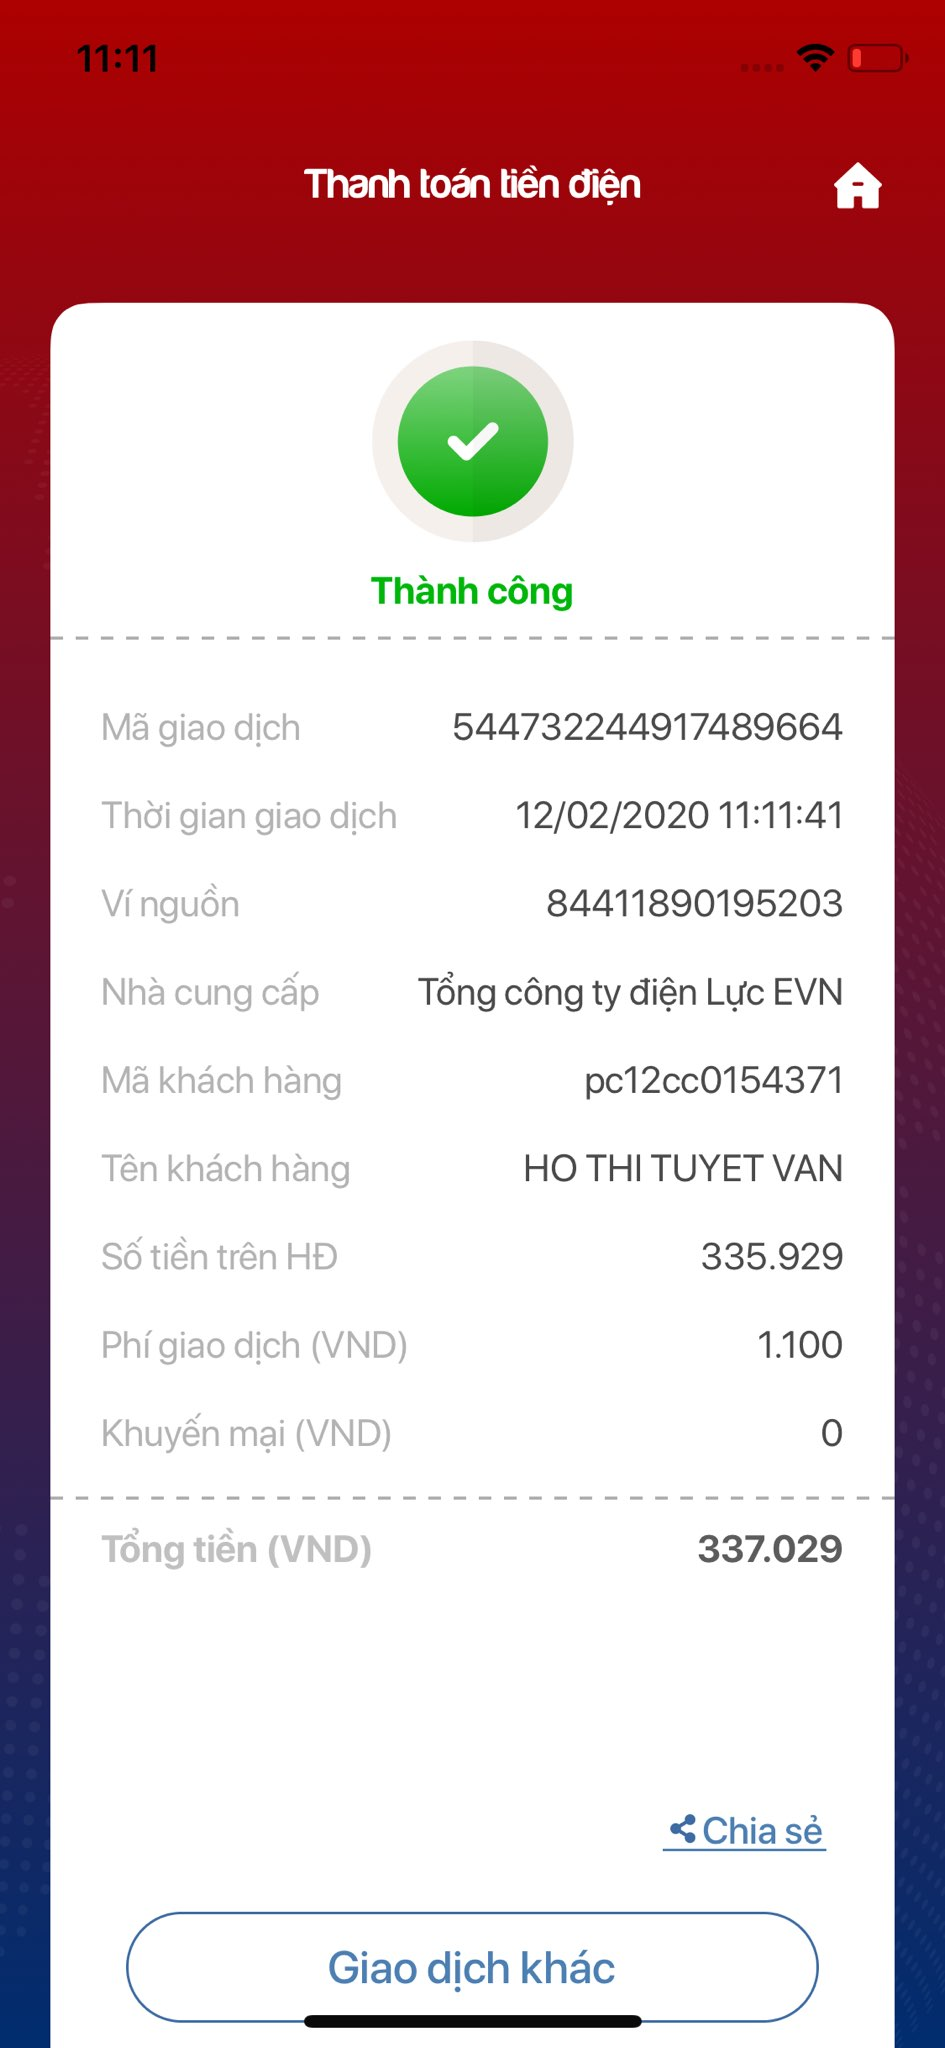 11:11
Thanh toán tiền điện
Thành công
Mã giao dịch 544732244917489664
Thời gian giao dịch 12/02/2020 11:11:41
Ví nguồn 84411890195203
Nhà cung cấp Tổng công ty điện Lực EVN
Mã khách hàng pc12cc0154371
Tên khách hàng HO THI TUYET VAN
Số tiền trên HĐ 335.929
Phí giao dịch (VND) 1.100
Khuyến mại (VND) 0
Tổng tiền (VND) 337.029
Chia sẻ
Giao dịch khác